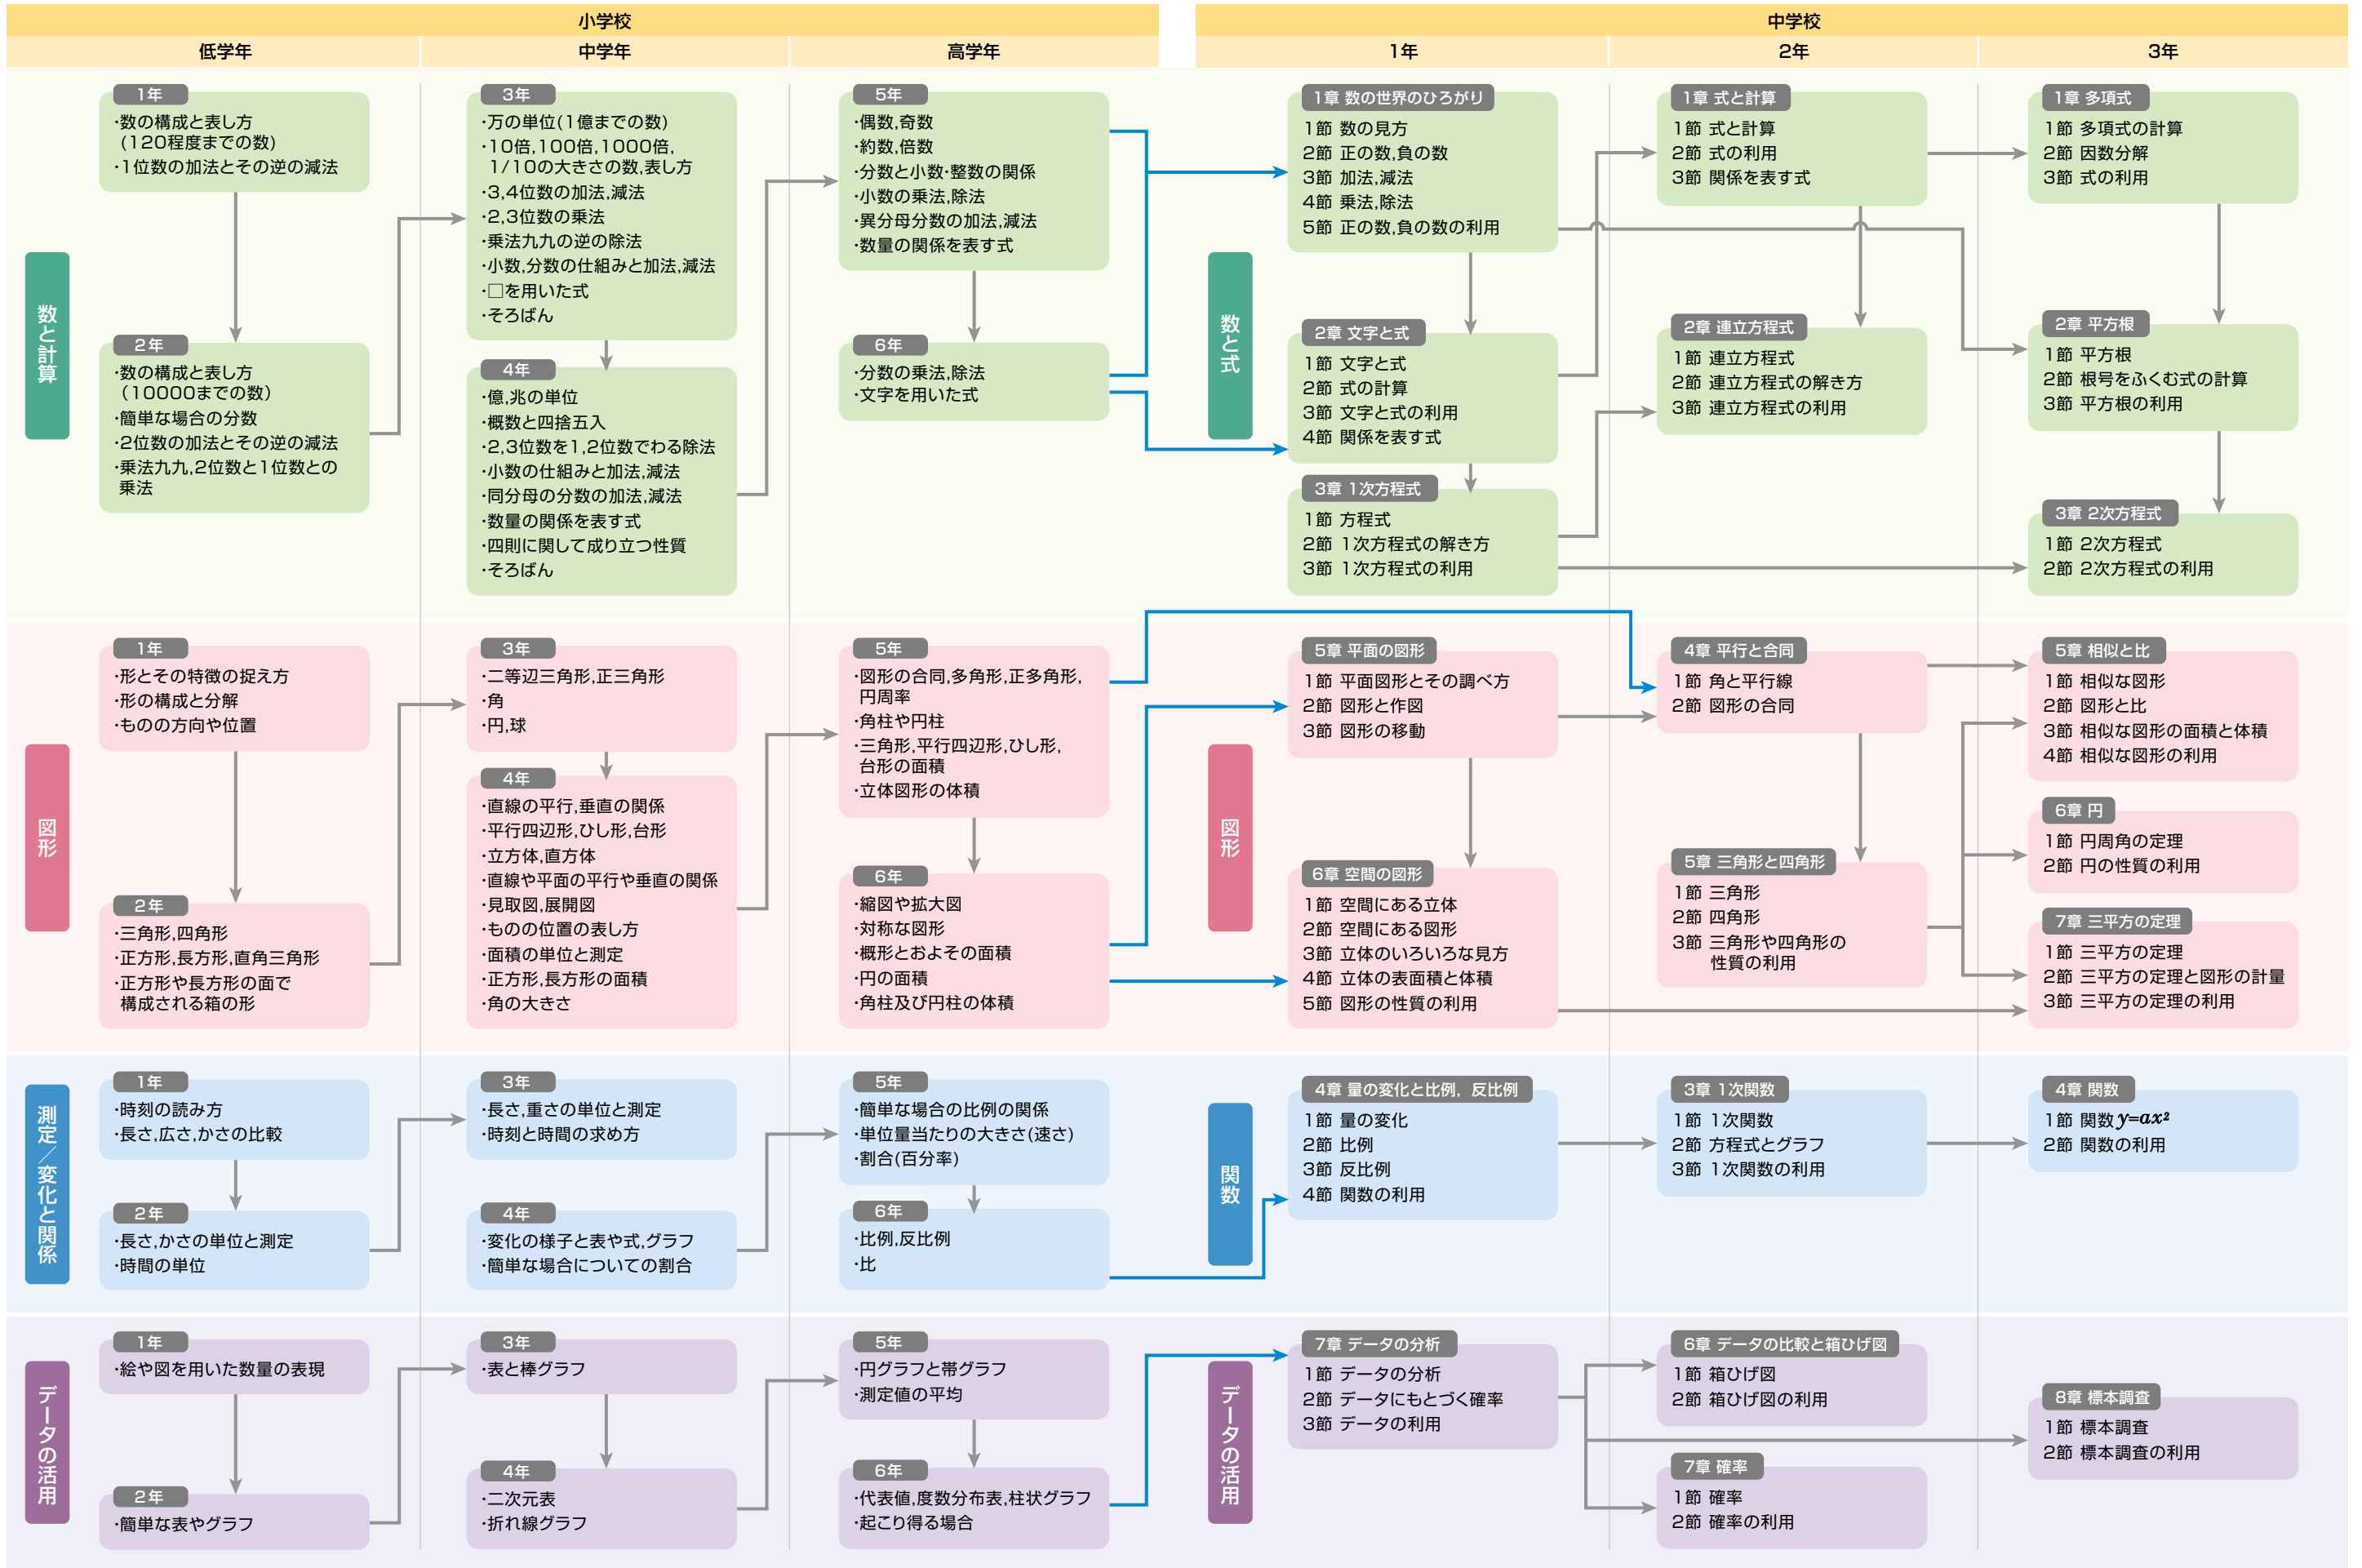 小学校
中学校
低学年
中学年
高学年
1年
2年
3年
数と計算
1年
・数の構成と表し方
(120程度までの数)
・1位数の加法とその逆の減法
2年
・数の構成と表し方
(10000までの数)
・簡単な場合の分数
・2位数の加法とその逆の減法
・乗法九九,2位数と1位数との
乗法
3年
・万の単位(1億までの数)
・10倍,100倍,1000倍,
1/10の大きさの数,表し方
・3,4位数の加法,減法
・2,3位数の乗法
・乗法九九の逆の除法
・小数,分数の仕組みと加法,減法
・□を用いた式
・そろばん
4年
・億,兆の単位
・概数と四捨五入
・2,3位数を1,2位数でわる除法
・小数の仕組みと加法,減法
・同分母の分数の加法,減法
・数量の関係を表す式
・四則に関して成り立つ性質
・そろばん
5年
・偶数,奇数
・約数,倍数
・分数と小数・整数の関係
・小数の乗法,除法
・異分母分数の加法,減法
・数量の関係を表す式
6年
・分数の乗法,除法
・文字を用いた式
数と式
1章 数の世界のひろがり
1節 数の見方
2節 正の数,負の数
3節 加法,減法
4節 乗法,除法
5節 正の数,負の数の利用
2章 文字と式
1節 文字と式
2節 式の計算
3節 文字と式の利用
4節 関係を表す式
3章 1次方程式
1節 方程式
2節 1次方程式の解き方
3節 1次方程式の利用
1章 式と計算
1節 式と計算
2節 式の利用
3節 関係を表す式
2章 連立方程式
1節 連立方程式
2節 連立方程式の解き方
3節 連立方程式の利用
1章 多項式
1節 多項式の計算
2節 因数分解
3節 式の利用
2章 平方根
1節 平方根
2節 根号をふくむ式の計算
3節 平方根の利用
3章 2次方程式
1節 2次方程式
2節 2次方程式の利用
図形
1年
・形とその特徴の捉え方
・形の構成と分解
・ものの方向や位置
2年
・三角形,四角形
・正方形,長方形,直角三角形
・正方形や長方形の面で
構成される箱の形
3年
・二等辺三角形,正三角形
・角
・円,球
4年
・直線の平行,垂直の関係
・平行四辺形,ひし形,台形
・立方体,直方体
・直線や平面の平行や垂直の関係
・見取図,展開図
・ものの位置の表し方
・面積の単位と測定
・正方形,長方形の面積
・角の大きさ
5年
・図形の合同,多角形,正多角形,
円周率
・角柱や円柱
・三角形,平行四辺形,ひし形,
台形の面積
・立体図形の体積
6年
・縮図や拡大図
・対称な図形
・概形とおよその面積
・円の面積
・角柱及び円柱の体積
図形
5章 平面の図形
1節 平面図形とその調べ方
2節 図形と作図
3節 図形の移動
6章 空間の図形
1節 空間にある立体
2節 空間にある図形
3節 立体のいろいろな見方
4節 立体の表面積と体積
5節 図形の性質の利用
4章 平行と合同
1節 角と平行線
2節 図形の合同
5章 三角形と四角形
1節 三角形
2節 四角形
3節 三角形や四角形の
性質の利用
5章 相似と比
1節 相似な図形
2節 図形と比
3節 相似な図形の面積と体積
4節 相似な図形の利用
6章 円
1節 円周角の定理
2節 円の性質の利用
7章 三平方の定理
1節 三平方の定理
2節 三平方の定理と図形の計量
3節 三平方の定理の利用
測定/変化と関係
1年
・時刻の読み方
・長さ,広さ,かさの比較
2年
・長さ,かさの単位と測定
・時間の単位
3年
・長さ,重さの単位と測定
・時刻と時間の求め方
4年
・変化の様子と表や式,グラフ
・簡単な場合についての割合
5年
・簡単な場合の比例の関係
・単位量当たりの大きさ(速さ)
・割合(百分率)
6年
・比例,反比例
・比
関数
4章 量の変化と比例,反比例
1節 量の変化
2節 比例
3節 反比例
4節 関数の利用
3章 1次関数
1節 1次関数
2節 方程式とグラフ
3節 1次関数の利用
4章 関数
1節 関数y=ax²
2節 関数の利用
データの活用
1年
・絵や図を用いた数量の表現
2年
・簡単な表やグラフ
3年
・表と棒グラフ
4年
・二次元表
・折れ線グラフ
5年
・円グラフと帯グラフ
・測定値の平均
6年
・代表値,度数分布表,柱状グラフ
・起こり得る場合
データの活用
7章 データの分析
1節 データの分析
2節 データにもとづく確率
3節 データの利用
6章 データの比較と箱ひげ図
1節 箱ひげ図
2節 箱ひげ図の利用
7章 確率
1節 確率
2節 確率の利用
8章 標本調査
1節 標本調査
2節 標本調査の利用